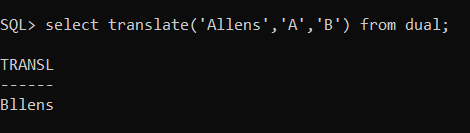 SQL> select translate('Allens','A','B') from dual;
TRANSL
------
Bllens